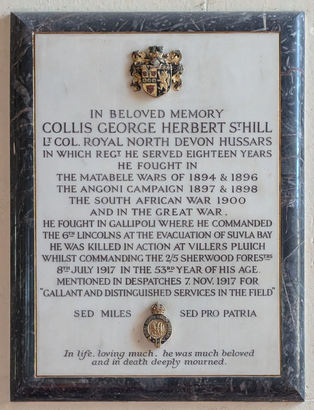 IN BELOVED MEMORY
COLLIS GEORGE HERBERT ST HILL
LT COL. ROYAL NORTH DEVON HUSSARS
IN WHICH REGT HE SERVED EIGHTEEN YEARS
HE FOUGHT IN
THE MATABELE WARS OF 1894 & 1896
THE ANGONI CAMPAIGN 1897 & 1898
THE SOUTH AFRICAN WAR 1900
AND IN THE GREAT WAR.
HE FOUGHT IN GALLIPOLI WHERE HE COMMANDED
THE 6TH LINCOLNS AT THE EVACUATION OF SUVLA BAY
HE WAS KILLED IN ACTION AT VILLERS PLUICH
WHILST COMMANDING THE 2/5 SHERWOOD FORESTRS
8TH JULY 1917 IN THE 53RD YEAR OF HIS AGE.
MENTIONED IN DESPATCHES 7. NOV. 1917 FOR
"GALLANT AND DISTINGUISHED SERVICES IN THE FIELD"
SED MILES SED PRO PATRIA
In life, loving much, he was much beloved
and in death deeply mourned.